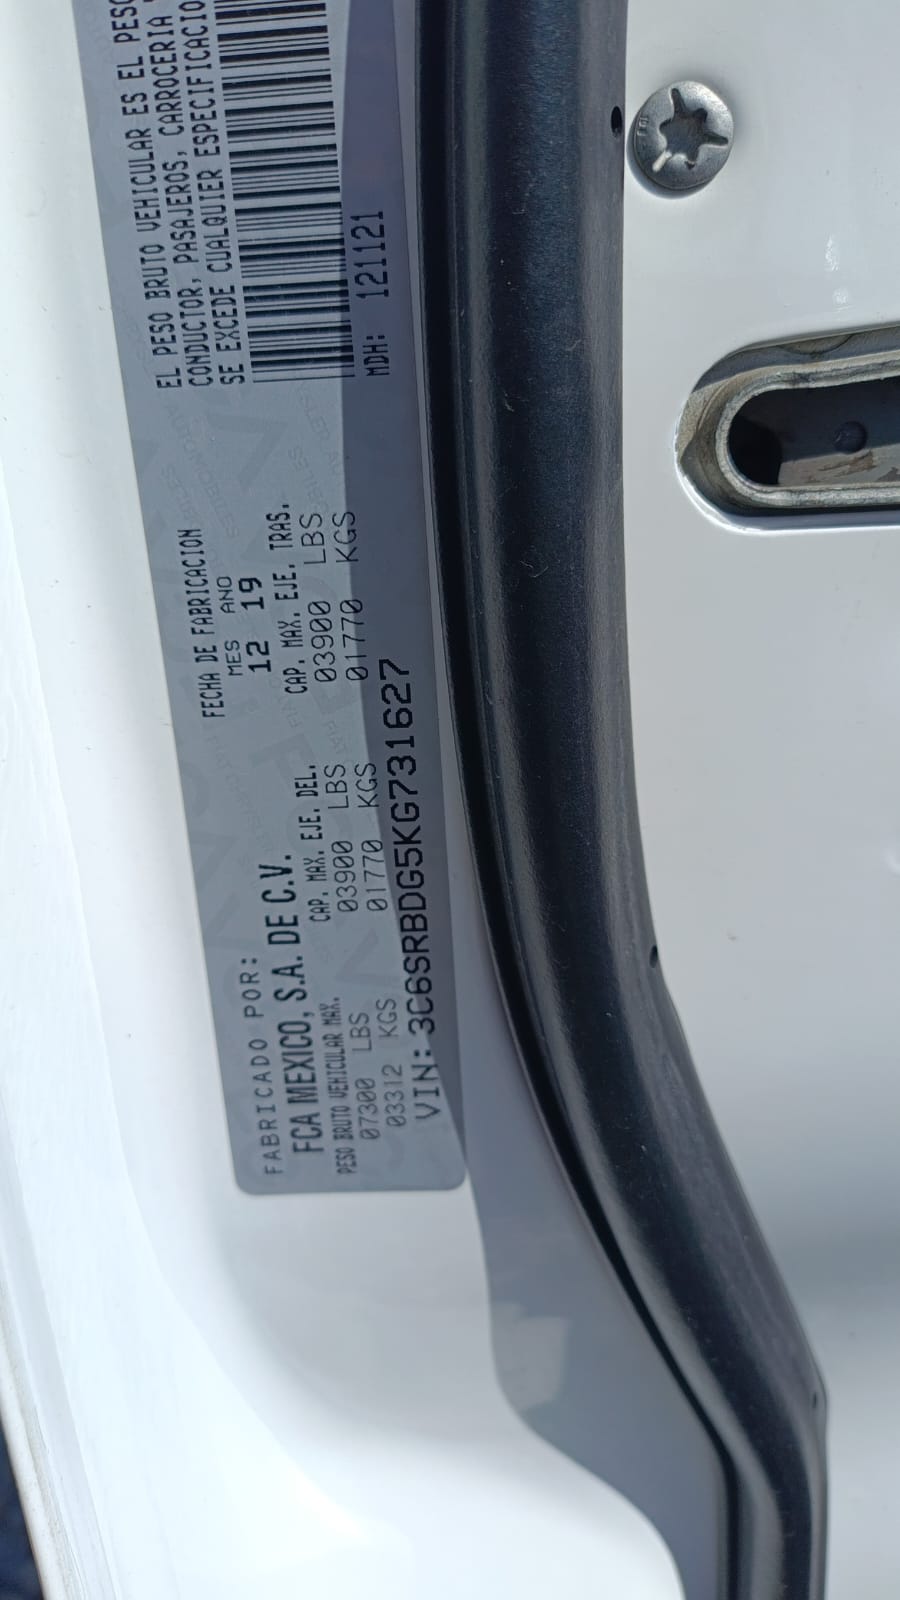 FABRICADO POR:
FCA MEXICO, S.A. DE C.V.
FECHA DE FABRICACION
MES ANO
12 19
PESO BRUTO VEHICULAR MAX.
07300 LBS
03312 KGS
CAP. MAX. EJE. DEL.
03900 LBS
01770 KGS
CAP. MAX. EJE. TRAS.
03900 LBS
01770 KGS
VIN: 3C6SRBDG5KG731627
EL PESO BRUTO VEHICULAR ES EL PESO
CONDUCTOR, PASAJEROS, CARROCERIA
SE EXCEDE CUALQUIER
MDH: 121121